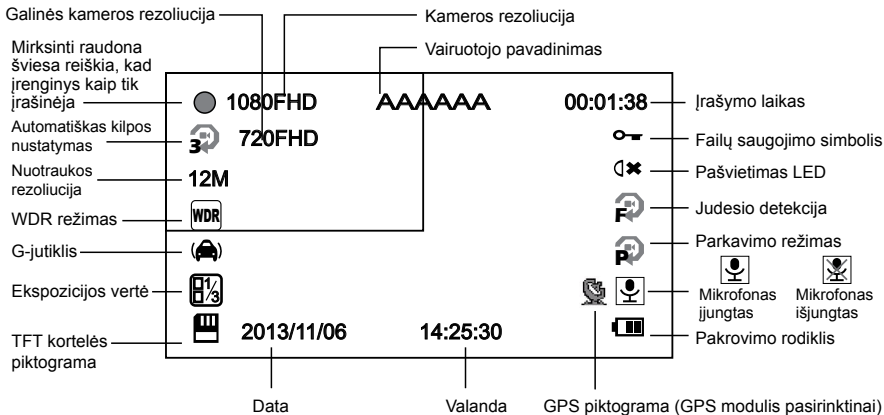 Galinės kameros rezoliucija
Kameros rezoliucija
Mirksinti raudona
šviesa reiškia, kad
įrenginys kaip tik
įrašinėja
Vairuotojo pavadinimas
1080FHD
AAAAAA
00:01:38
Įrašymo laikas
Automatiškas kilpos
nustatymas
3
720FHD
Failų saugojimo simbolis
Nuotraukos
rezoliucija
12M
Pašvietimas LED
WDR režimas
WDR
F
Judesio detekcija
G-jutiklis
P
Parkavimo režimas
Ekspozicijos vertė
1/3
Mikrofonas
įjungtas
Mikrofonas
išjungtas
TFT kortelės
piktograma
2013/11/06
14:25:30
Pakrovimo rodiklis
Data
Valanda
GPS piktograma (GPS modulis pasirinktinai)